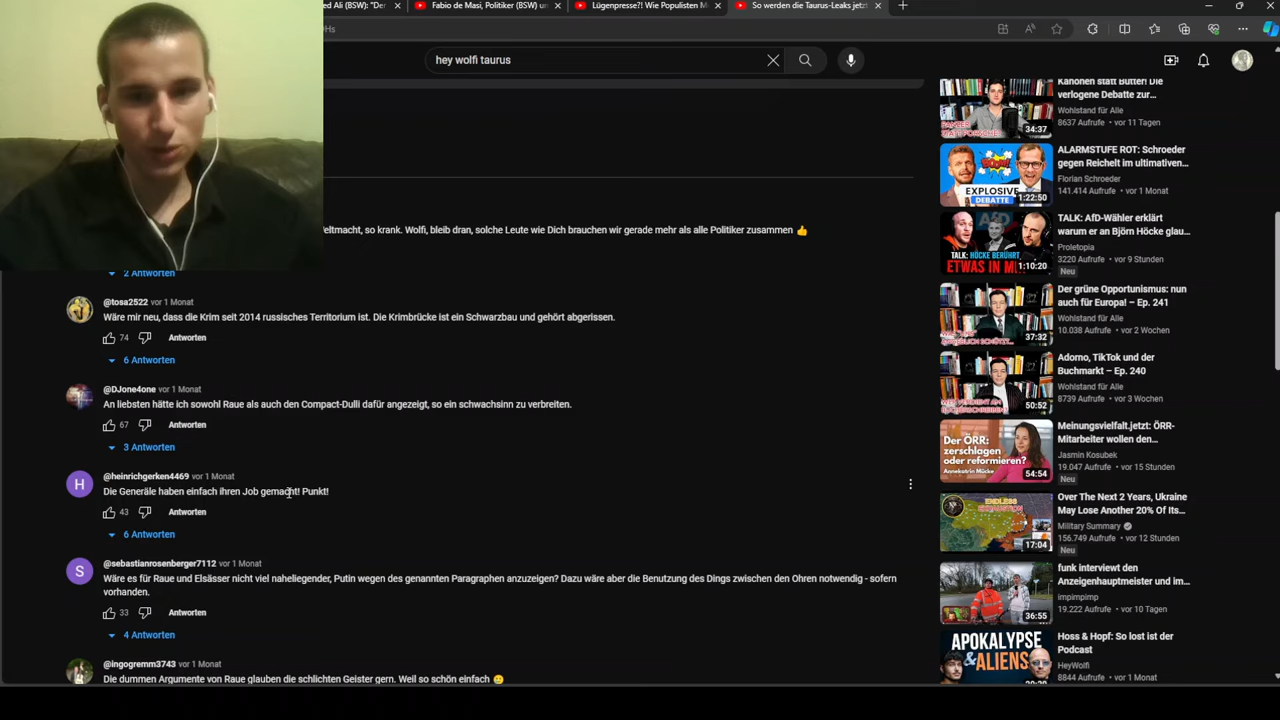 ed Ali (BSW): "Der
Fabio de Masi, Politiker (BSW) un
Lügenpresse?! Wie Populisten M
So werden die Taurus-Leaks jetzt
DHs
hey wolfi taurus
eltmacht, so krank. Wolfi, bleib dran, solche Leute wie Dich brauchen wir gerade mehr als alle Politiker zusammen 👍
2 Antworten
@tosa2522 vor 1 Monat
Wäre mir neu, dass die Krim seit 2014 russisches Territorium ist. Die Krimbrücke ist ein Schwarzbau und gehört abgerissen.
74 Antworten
6 Antworten
@DJone4one vor 1 Monat
An liebsten hätte ich sowohl Raue als auch den Compact-Dulli dafür angezeigt, so ein schwachsinn zu verbreiten.
67 Antworten
3 Antworten
H @heinrichgerken4469 vor 1 Monat
Die Generäle haben einfach ihren Job gemacht! Punkt!
43 Antworten
6 Antworten
S @sebastianrosenberger7112 vor 1 Monat
Wäre es für Raue und Elsässer nicht viel naheliegender, Putin wegen des genannten Paragraphen anzuzeigen? Dazu wäre aber die Benutzung des Dings zwischen den Ohren notwendig - sofern
vorhanden.
33 Antworten
4 Antworten
@ingogremm3743 vor 1 Monat
Die dummen Argumente von Raue glauben die schlichten Geister gern. Weil so schön einfach 🥲
Kanonen statt Butter! Die
verlogene Debatte zur...
Wohlstand für Alle
8637 Aufrufe • vor 11 Tagen
34:37
ALARMSTUFE ROT: Schroeder
gegen Reichelt im ultimativen...
Florian Schroeder
141.414 Aufrufe • vor 1 Monat
EXPLOSIVE
DEBATTE
1:22:50
TALK: AfD-Wähler erklärt
warum er an Björn Höcke glau...
Proletopia
3220 Aufrufe • vor 9 Stunden
Neu
TALK: HÖCKE BERÜHRT,
ETWAS IN MI
1:10:20
Der grüne Opportunismus: nun
auch für Europa! – Ep. 241
Wohlstand für Alle
10.038 Aufrufe • vor 2 Wochen
37:32
Adorno, TikTok und der
Buchmarkt – Ep. 240
Wohlstand für Alle
8739 Aufrufe • vor 3 Wochen
50:52
Meinungsvielfalt.jetzt: ÖRR-
Mitarbeiter wollen den...
Jasmin Kosubek
19.047 Aufrufe • vor 15 Minuten
Neu
Der ÖRR:
zerschlagen
oder reformieren?
Annekatrin Mücke
54:54
Over The Next 2 Years, Ukraine
May Lose Another 20% Of Its...
Military Summary
156.749 Aufrufe • vor 12 Stunden
Neu
ENDLESS
17:04
funk interviewt den
Anzeigenhauptmeister und im...
impimpimp
19.222 Aufrufe • vor 10 Tagen
36:55
Hoss & Hopf: So lost ist der
Podcast
HeyWolfi
8844 Aufrufe • vor 1 Monat
APOKALYPSE
& ALIENS